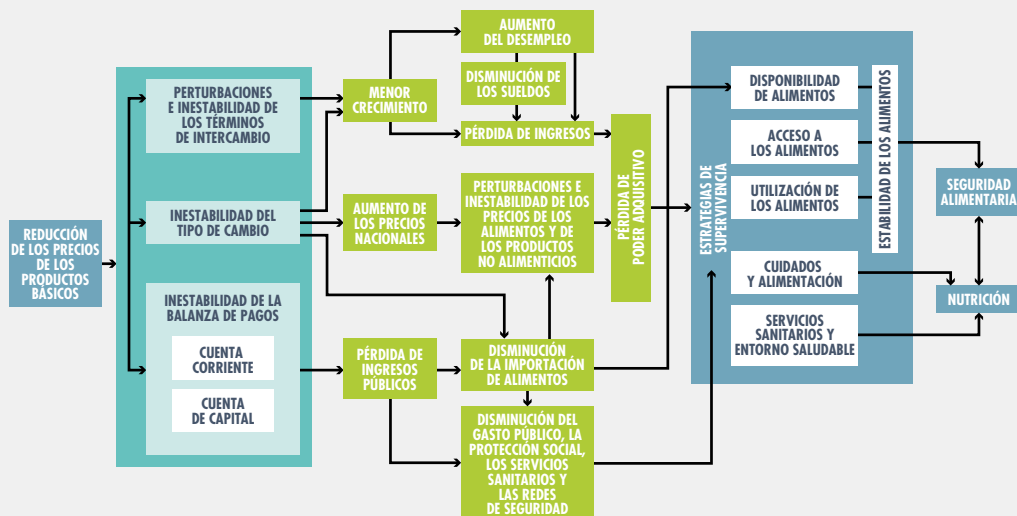 REDUCCIÓN
DE LOS PRECIOS
DE LOS
PRODUCTOS
BÁSICOS
PERTURBACIONES
E INESTABILIDAD DE
LOS TÉRMINOS
DE INTERCAMBIO
INESTABILIDAD DEL
TIPO DE CAMBIO
INESTABILIDAD DE LA
BALANZA DE PAGOS
CUENTA
CORRIENTE
CUENTA
DE CAPITAL
MENOR
CRECIMIENTO
AUMENTO DE
LOS PRECIOS
NACIONALES
PÉRDIDA DE
INGRESOS
PÚBLICOS
AUMENTO
DEL DESEMPLEO
DISMINUCIÓN DE
LOS SUELDOS
PÉRDIDA DE INGRESOS
PERTURBACIONES E
INESTABILIDAD DE LOS
PRECIOS DE LOS
ALIMENTOS Y DE
LOS PRODUCTOS
NO ALIMENTICIOS
DISMINUCIÓN
DE LA IMPORTACIÓN
DE ALIMENTOS
DISMINUCIÓN DEL
GASTO PÚBLICO, LA
PROTECCIÓN SOCIAL,
LOS SERVICIOS
SANITARIOS Y
LAS REDES
DE SEGURIDAD
PÉRDIDA DE
PODER ADQUISITIVO
ESTRATEGIAS DE
SUPERVIVENCIA
DISPONIBILIDAD
DE ALIMENTOS
ACCESO A
LOS ALIMENTOS
UTILIZACIÓN DE
LOS ALIMENTOS
ESTABILIDAD DE LOS ALIMENTOS
CUIDADOS
Y ALIMENTACIÓN
SERVICIOS
SANITARIOS Y
ENTORNO SALUDABLE
SEGURIDAD
ALIMENTARIA
NUTRICIÓN